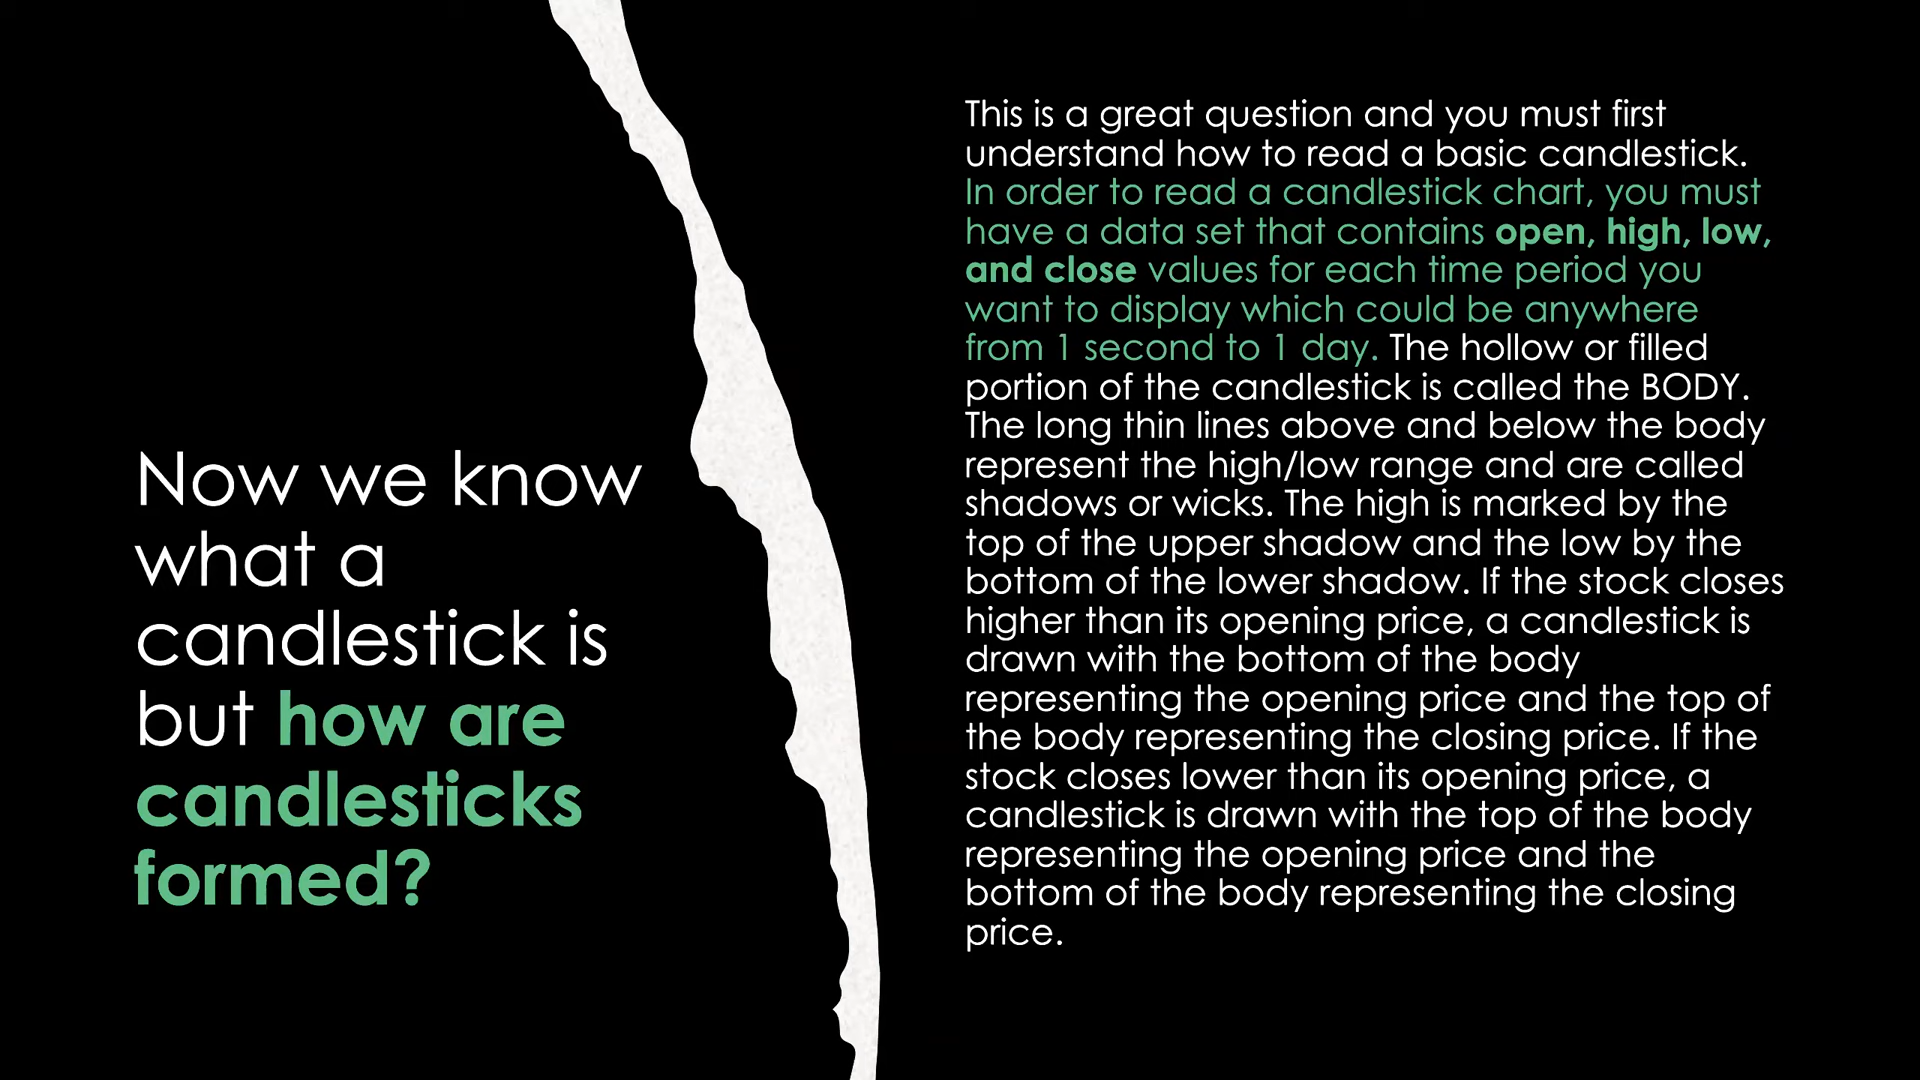 Now we know
what a
candlestick is
but how are
candlesticks
formed?
This is a great question and you must first
understand how to read a basic candlestick.
In order to read a candlestick chart, you must
have a data set that contains open, high, low,
and close values for each time period you
want to display which could be anywhere
from 1 second to 1 day. The hollow or filled
portion of the candlestick is called the BODY.
The long thin lines above and below the body
represent the high/low range and are called
shadows or wicks. The high is marked by the
top of the upper shadow and the low by the
bottom of the lower shadow. If the stock closes
higher than its opening price, a candlestick is
drawn with the bottom of the body
representing the opening price and the top of
the body representing the closing price. If the
stock closes lower than its opening price, a
candlestick is drawn with the top of the body
representing the opening price and the
bottom of the body representing the closing
price.